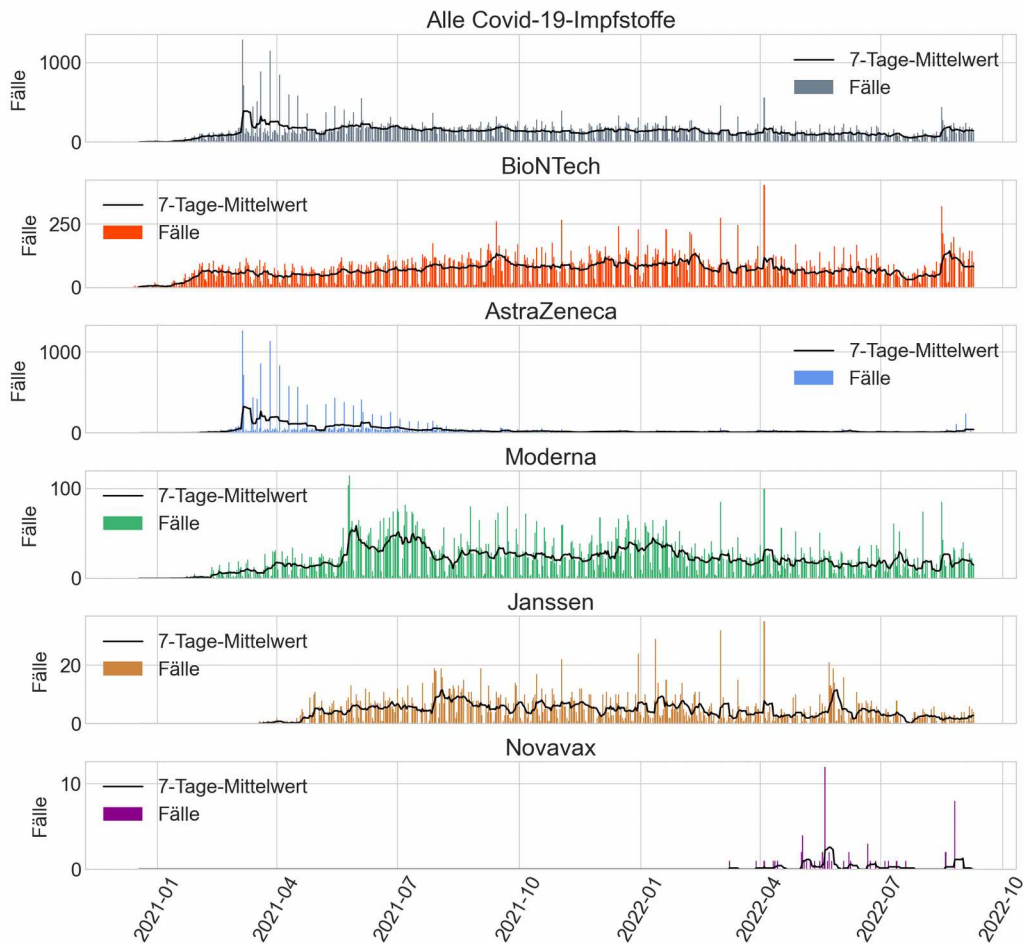 Alle Covid-19-Impfstoffe
Fälle
1000
0
7-Tage-Mittelwert
Fälle
BioNTech
Fälle
250
0
7-Tage-Mittelwert
Fälle
AstraZeneca
Fälle
1000
0
7-Tage-Mittelwert
Fälle
Moderna
Fälle
100
0
7-Tage-Mittelwert
Fälle
Janssen
Fälle
20
0
7-Tage-Mittelwert
Fälle
Novavax
Fälle
10
0
7-Tage-Mittelwert
Fälle
2021-01
2021-04
2021-07
2021-10
2022-01
2022-04
2022-07
2022-10